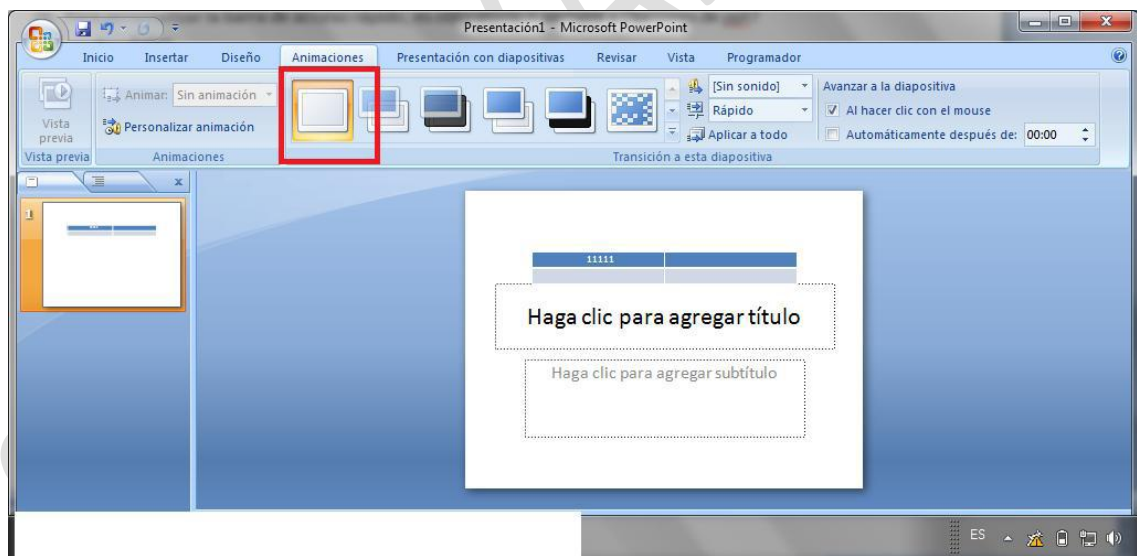 Presentación1 - Microsoft PowerPoint
Inicio Insertar Diseño Animaciones Presentación con diapositivas Revisar Vista Programador
Vista previa
Animar: Sin animación
Personalizar animación
[Sin sonido]
Rápido
Aplicar a todo
Avanzar a la diapositiva
Al hacer clic con el mouse
Automáticamente después de: 00:00
Vista previa Animaciones Transición a esta diapositiva
1
11111
Haga clic para agregar título
Haga clic para agregar subtítulo
ES